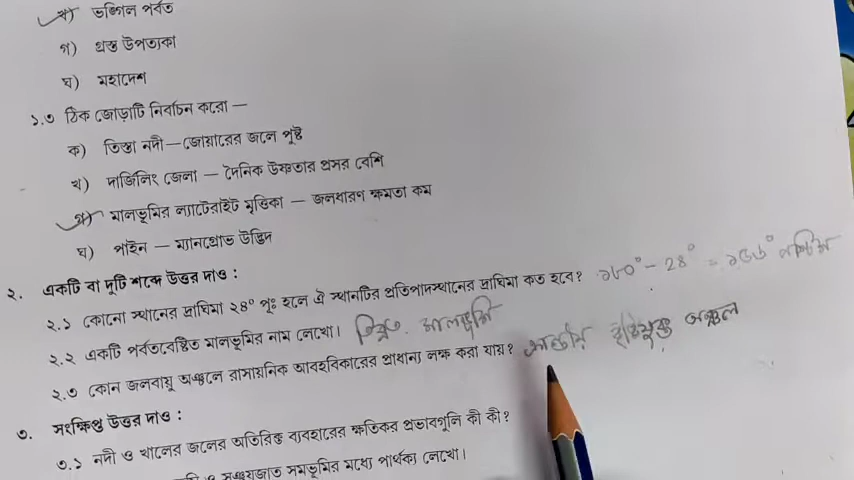 খ) ভঙ্গিল পর্বত
গ) গ্রস্ত উপত্যকা
ঘ) মহাদেশ
১.৩ ঠিক জোড়াটি নির্বাচন করো —
ক) তিস্তা নদী — জোয়ারের জলে পুষ্ট
খ) দার্জিলিং জেলা — দৈনিক উষ্ণতার প্রসর বেশি
গ) মালভূমির ল্যাটেরাইট মৃত্তিকা — জলধারণ ক্ষমতা কম
ঘ) পাইন — ম্যানগ্রোভ উদ্ভিদ
২. একটি বা দুটি শব্দে উত্তর দাও :
২.১ কোনো স্থানের দ্রাঘিমা ২৪° পূঃ হলে ঐ স্থানটির প্রতিপাদস্থানের দ্রাঘিমা কত হবে? ১৮০° - 24° = ১৫৬° পশ্চিম
২.২ একটি পর্বতবেষ্টিত মালভূমির নাম লেখো। তিব্বত মালভূমি
২.৩ কোন জলবায়ু অঞ্চলে রাসায়নিক আবহবিকারের প্রাধান্য লক্ষ করা যায়? বৃষ্টিযুক্ত অঞ্চল
৩. সংক্ষিপ্ত উত্তর দাও :
৩.১ নদী ও খালের জলের অতিরিক্ত ব্যবহারের ক্ষতিকর প্রভাবগুলি কী কী?
ও সঞ্চয়জাত সমভূমির মধ্যে পার্থক্য লেখো।